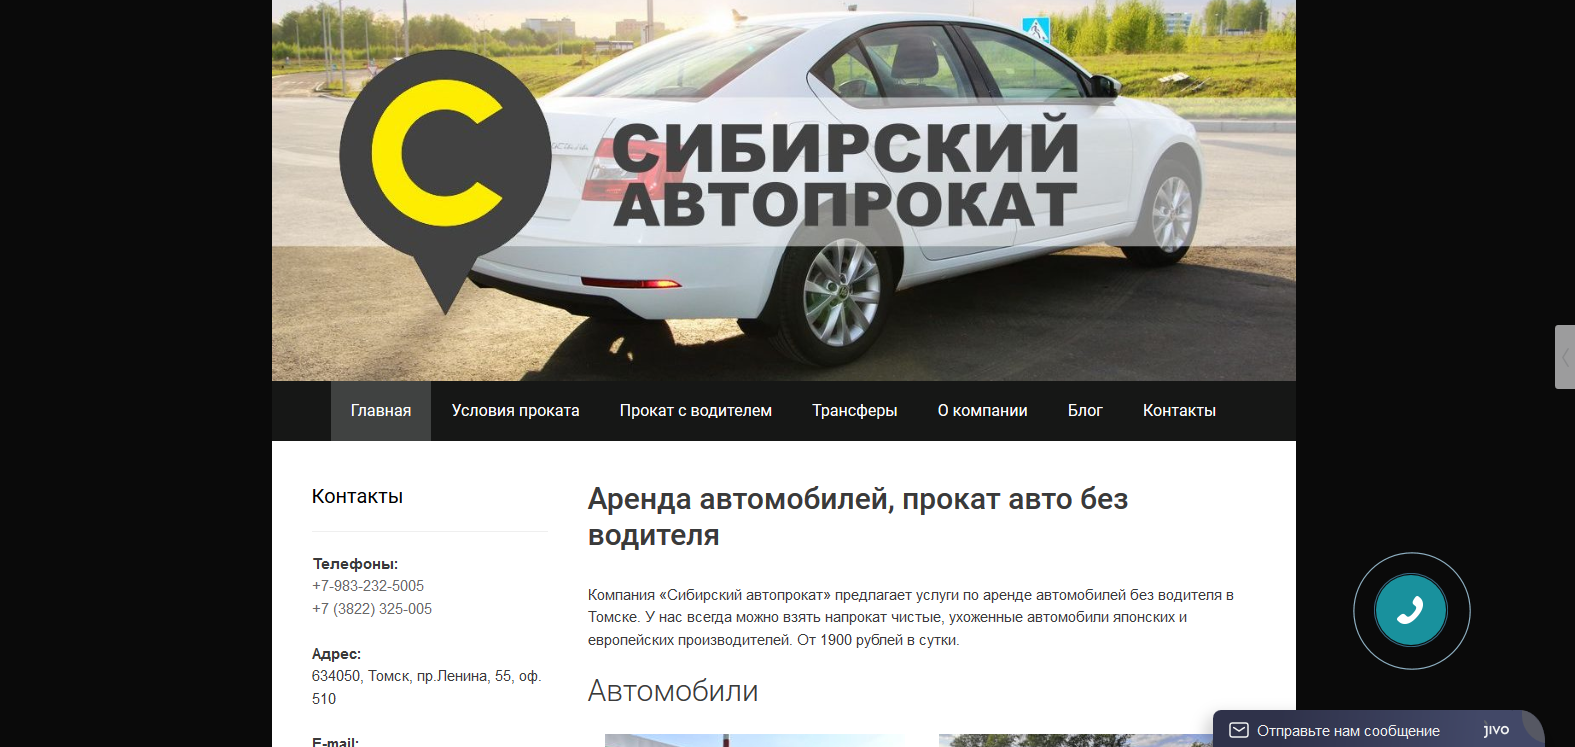 СИБИРСКИЙ
АВТОПРОКАТ
Главная
Условия проката
Прокат с водителем
Трансферы
О компании
Блог
Контакты
Контакты
Телефоны:
+7-983-232-5005
+7 (3822) 325-005
Адрес:
634050, Томск, пр.Ленина, 55, оф.
510
E-mail:
Аренда автомобилей, прокат авто без
водителя
Компания «Сибирский автопрокат» предлагает услуги по аренде автомобилей без водителя в
Томске. У нас всегда можно взять напрокат чистые, ухоженные автомобили японских и
европейских производителей. От 1900 рублей в сутки.
Автомобили
Отправьте нам сообщение
jivo